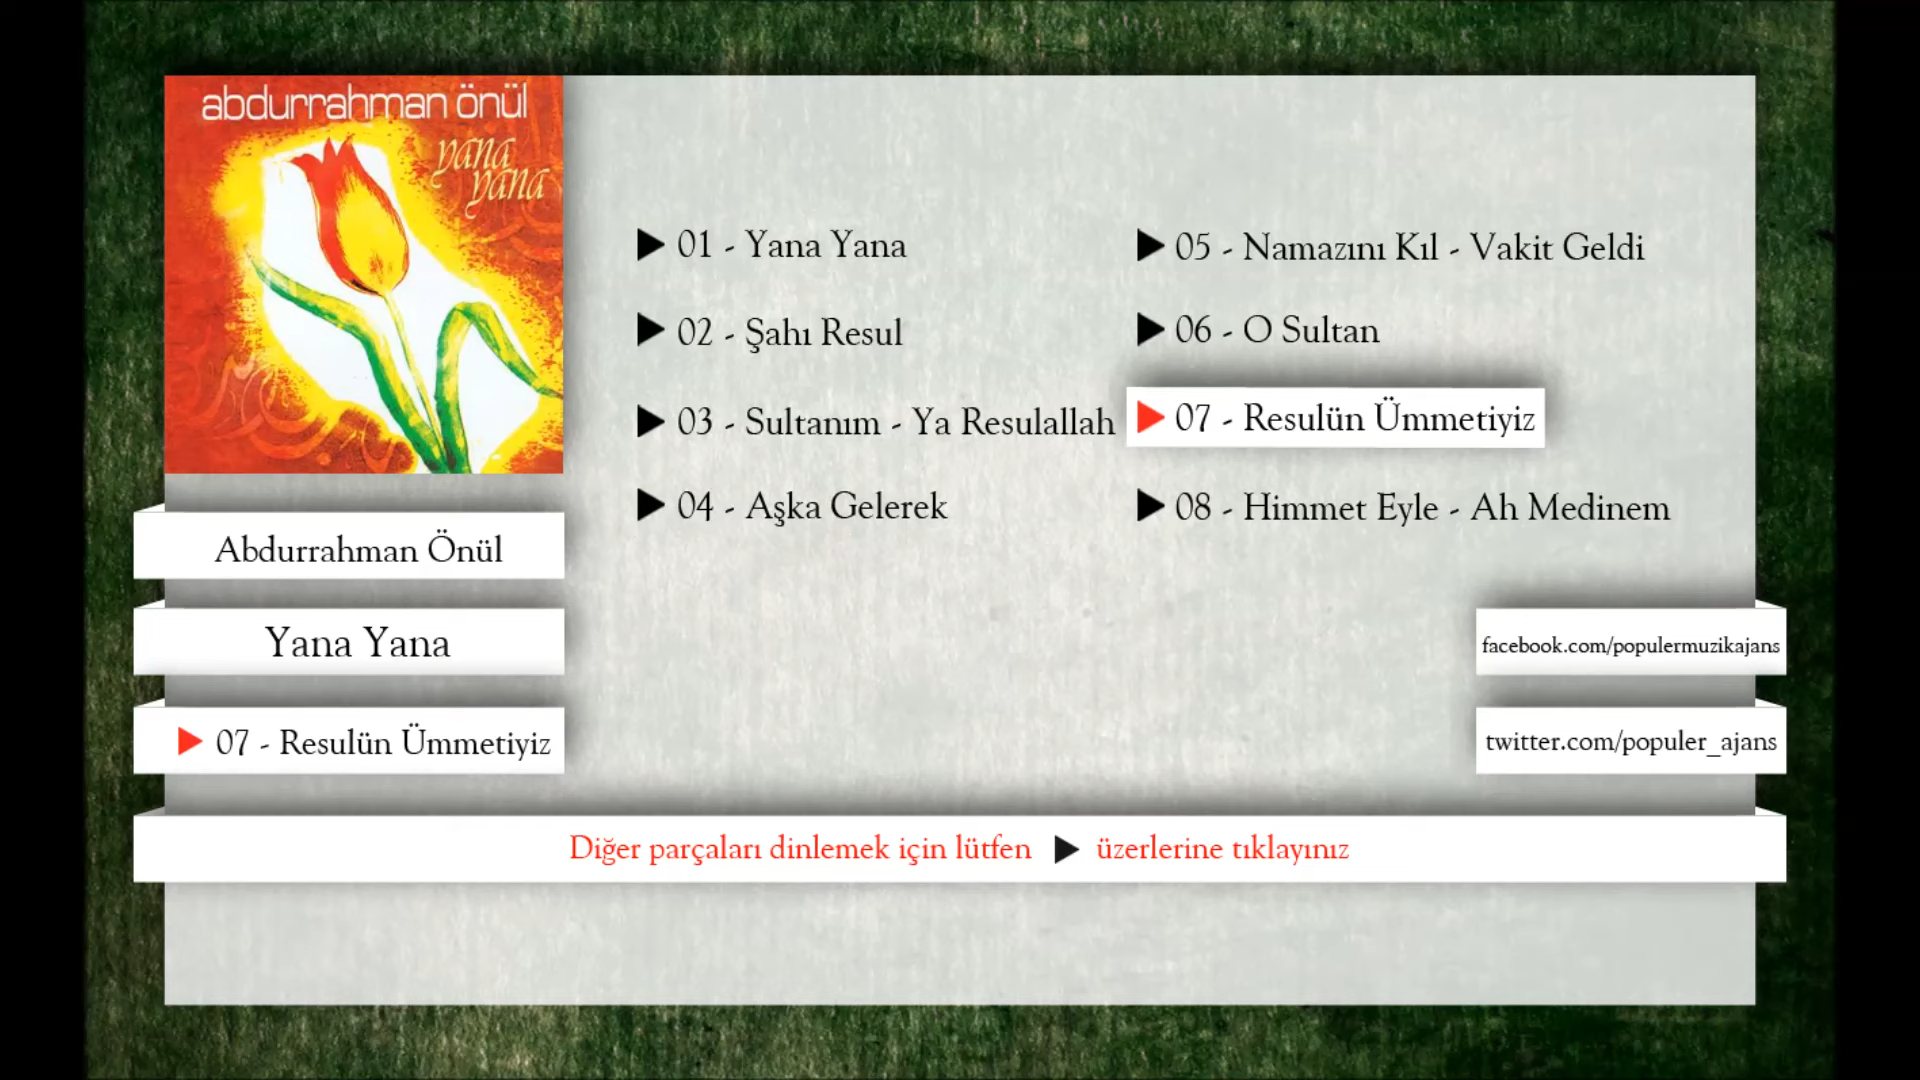 abdurrahman önül
yana
yana
01 - Yana Yana
02 - Şahı Resul
03 - Sultanım - Ya Resulallah
04 - Aşka Gelerek
05 - Namazını Kıl - Vakit Geldi
06 - O Sultan
07 - Resulün Ümmetiyiz
08 - Himmet Eyle - Ah Medinem
Abdurrahman Önül
Yana Yana
07 - Resulün Ümmetiyiz
facebook.com/populermuzikajans
twitter.com/populer_ajans
Diğer parçaları dinlemek için lütfen ▶ üzerlerine tıklayınız